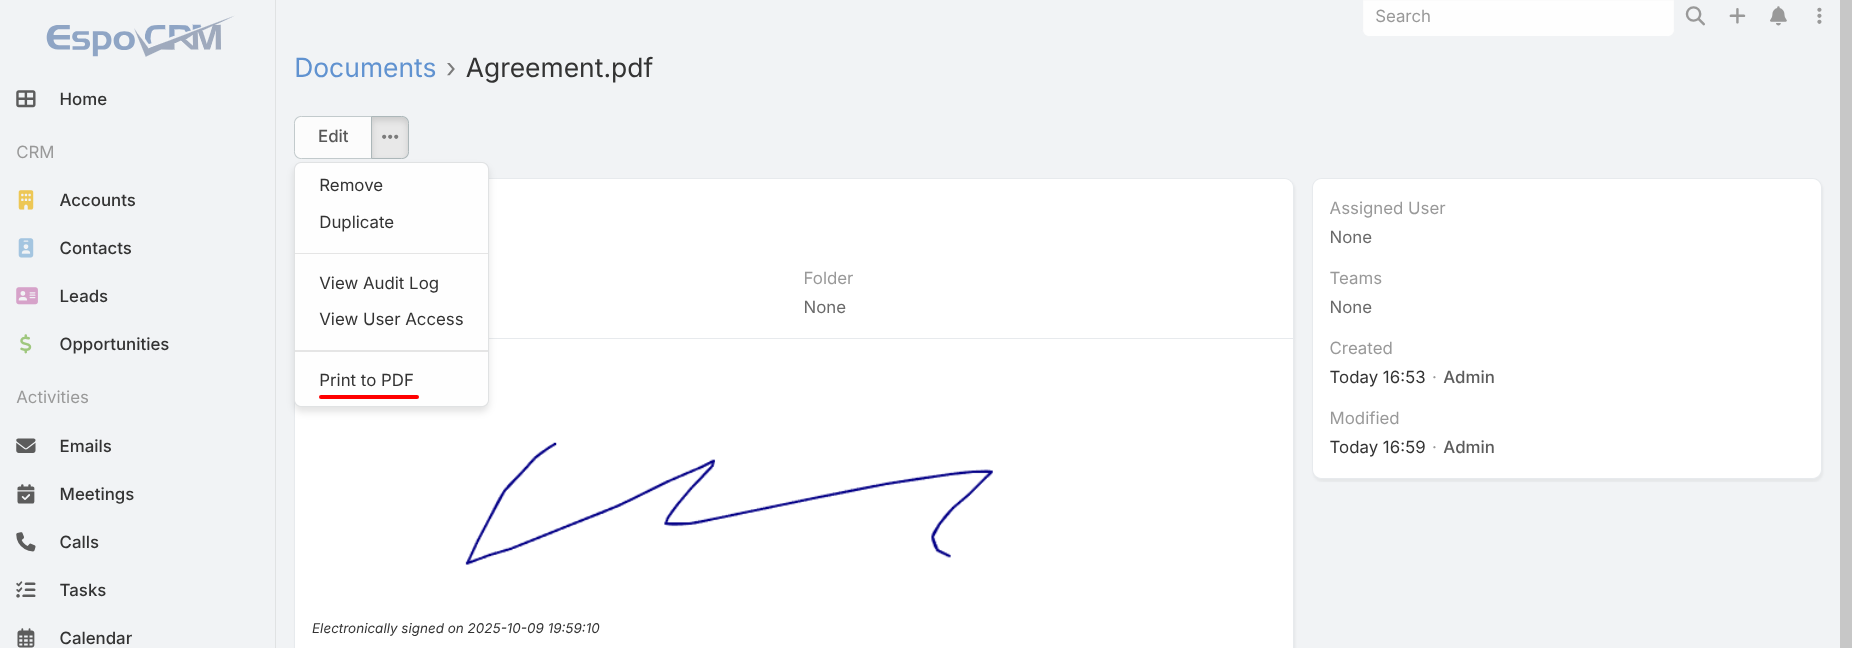 EspoCRM
Search
Home
CRM
Accounts
Contacts
Leads
Opportunities
Activities
Emails
Meetings
Calls
Tasks
Calendar
Documents › Agreement.pdf
Edit
Remove
Duplicate
View Audit Log
View User Access
Print to PDF
Folder
None
Electronically signed on 2025-10-09 19:59:10
Assigned User
None
Teams
None
Created
Today 16:53 · Admin
Modified
Today 16:59 · Admin